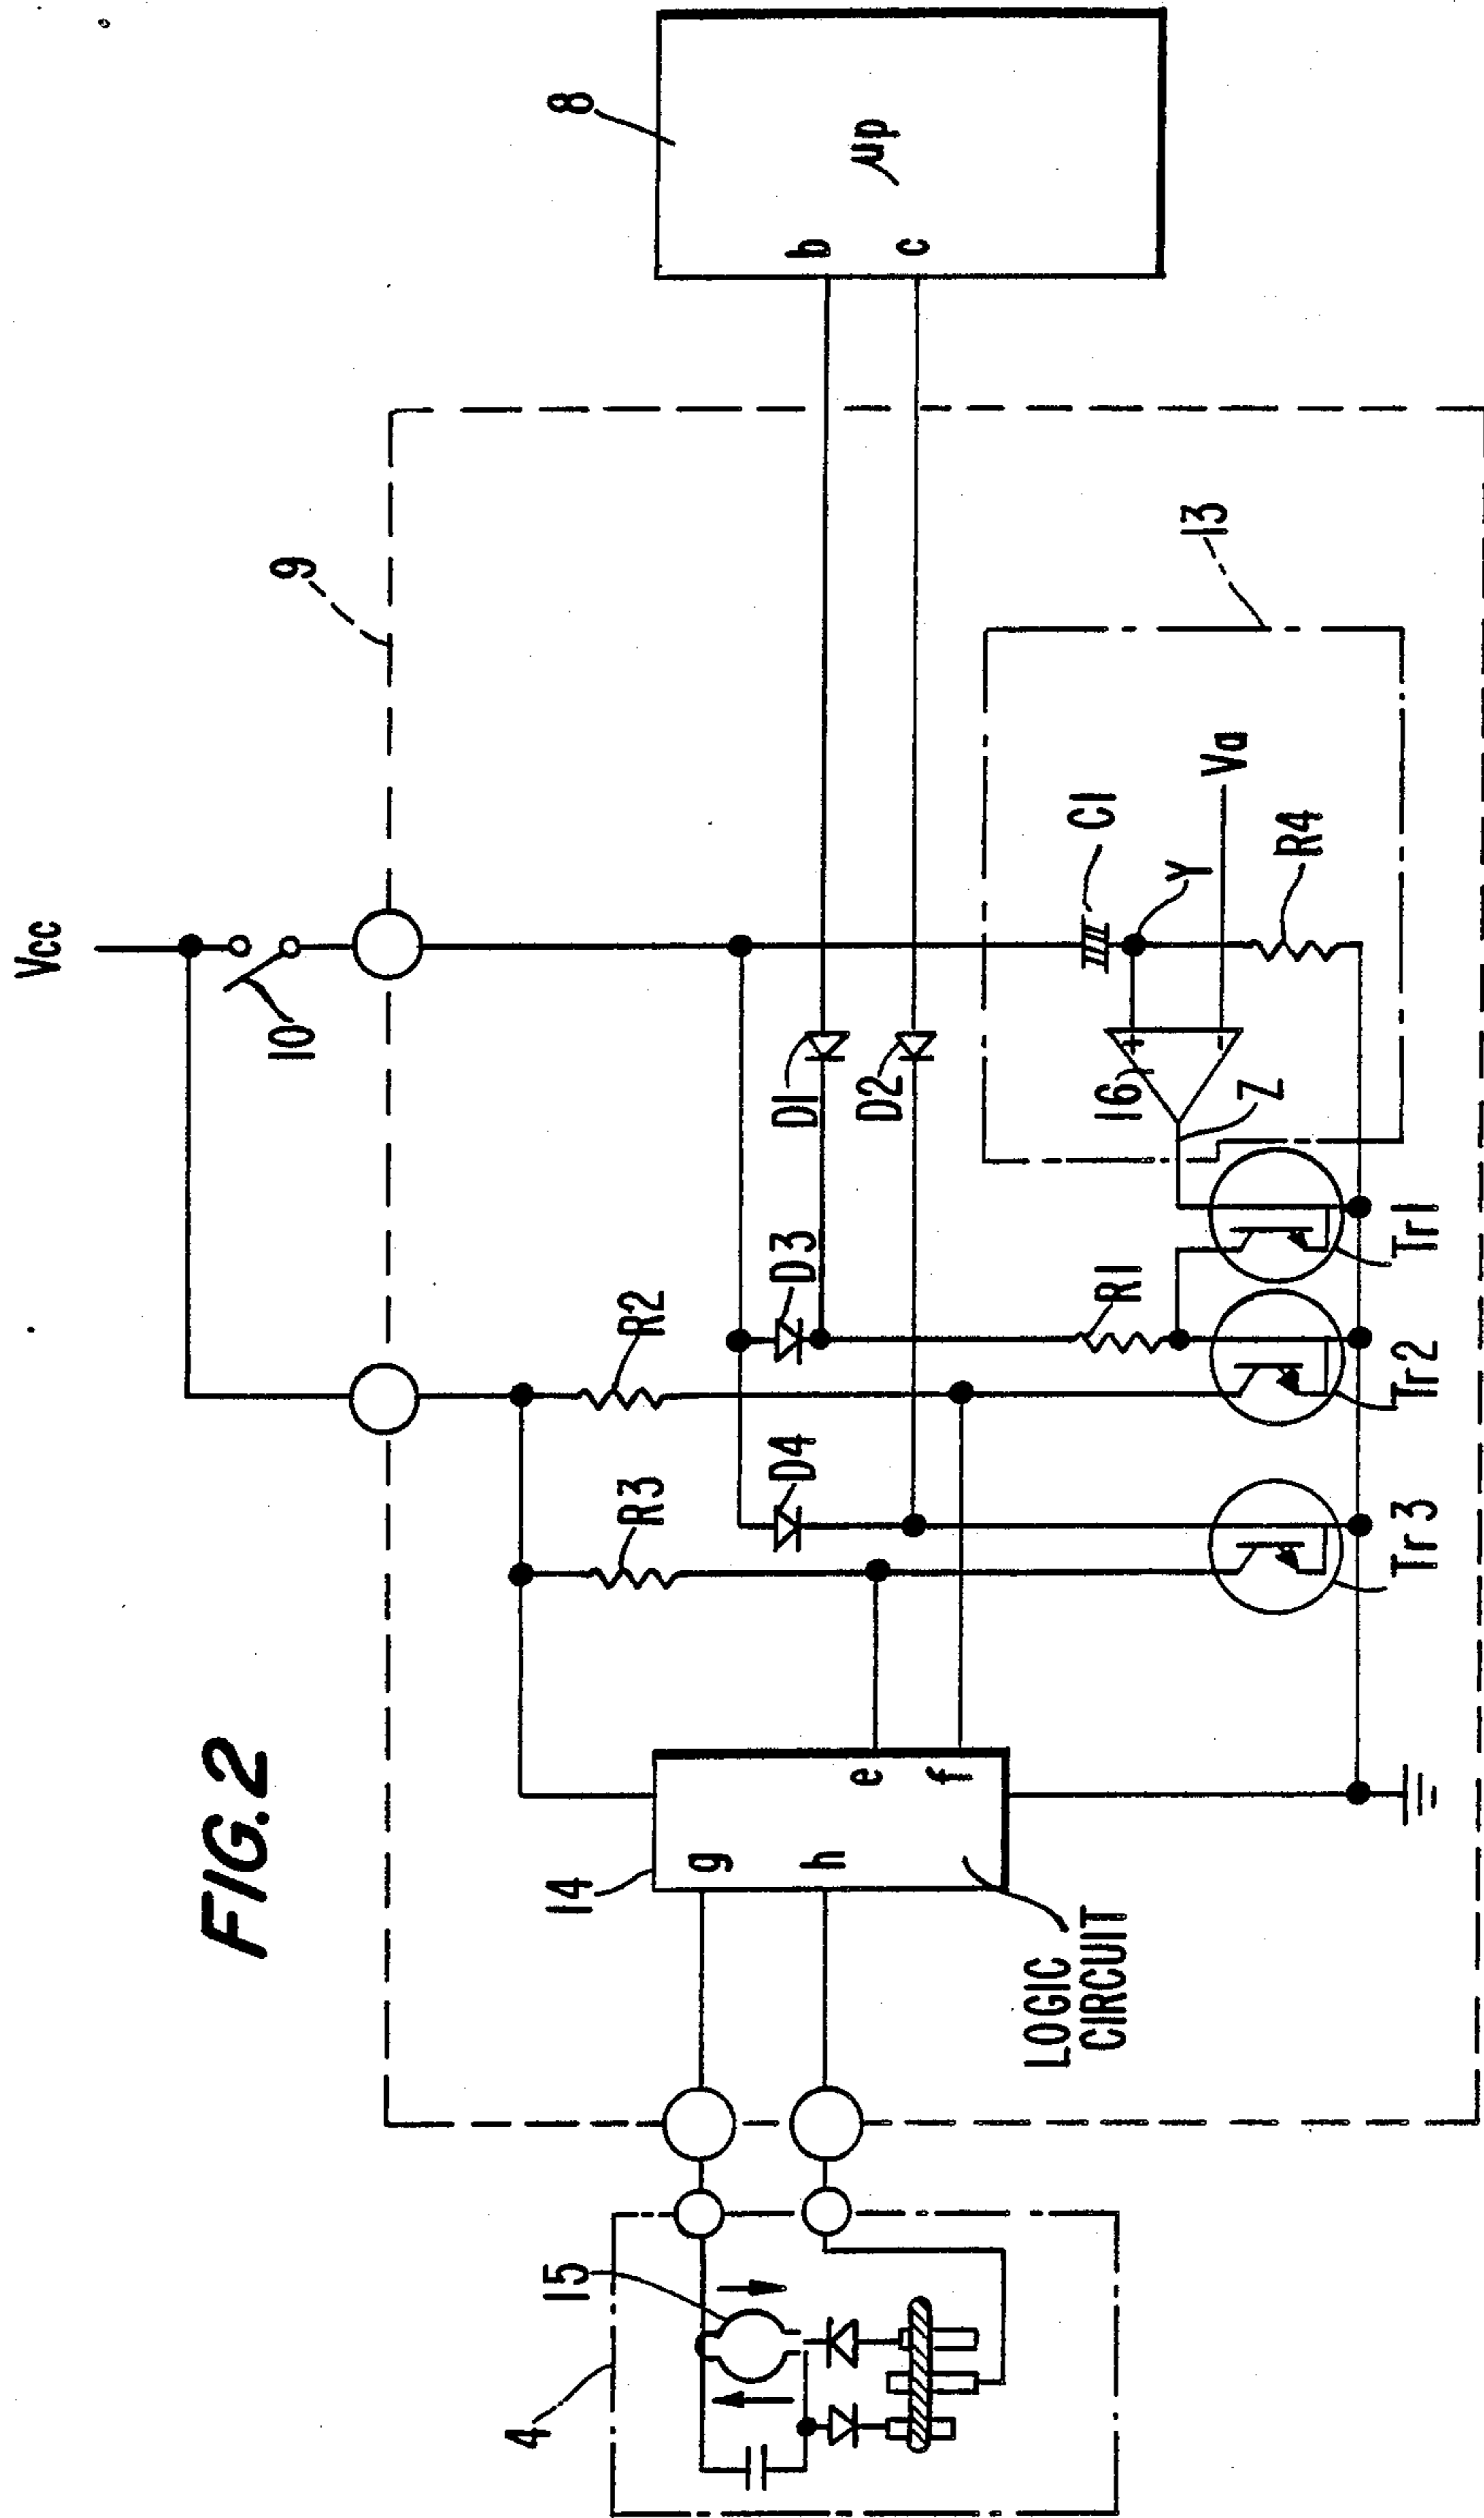 FIG.2
Vcc
10
9
8
μp
b
c
13
R2
R3
D3
D4
D1
D2
C1
Y
Va
R4
16
Z
R1
Tr1
Tr2
Tr3
14
g
h
e
f
LOGIC
CIRCUIT
15
4